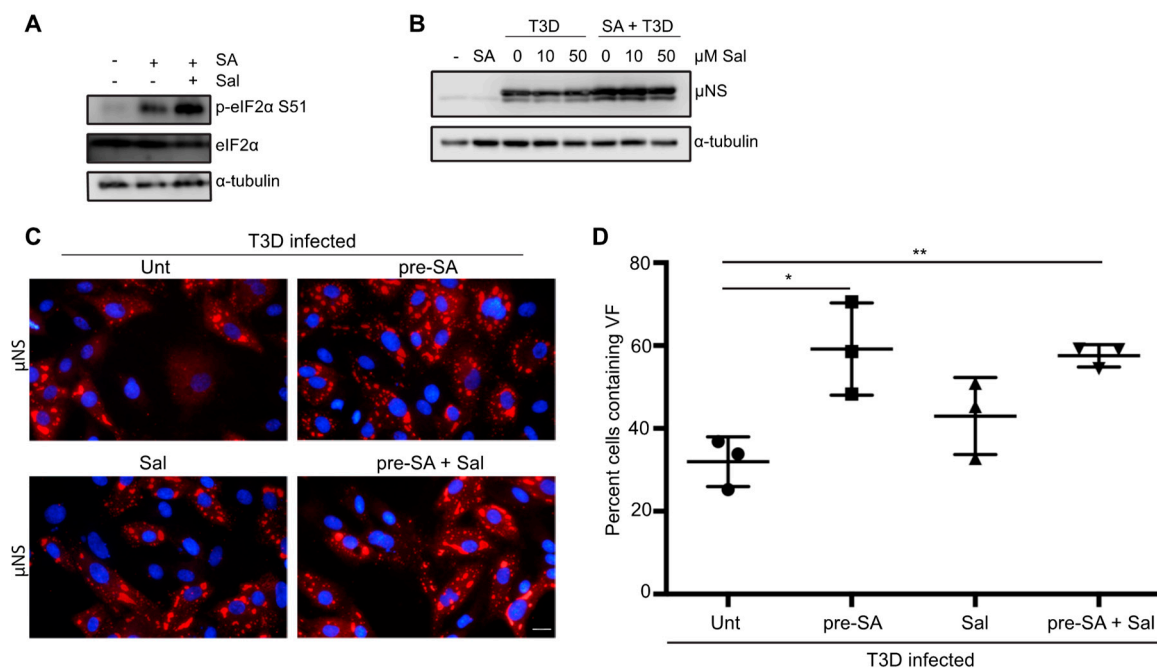 A
- + + SA
- - + Sal
p-eIF2α S51
eIF2α
α-tubulin
B
T3D SA + T3D
- SA 0 10 50 0 10 50 µM Sal
µNS
α-tubulin
C
T3D infected
Unt pre-SA
µNS
Sal pre-SA + Sal
µNS
D
80
60
40
20
0
Percent cells containing VF
**
*
Unt pre-SA Sal pre-SA + Sal
T3D infected